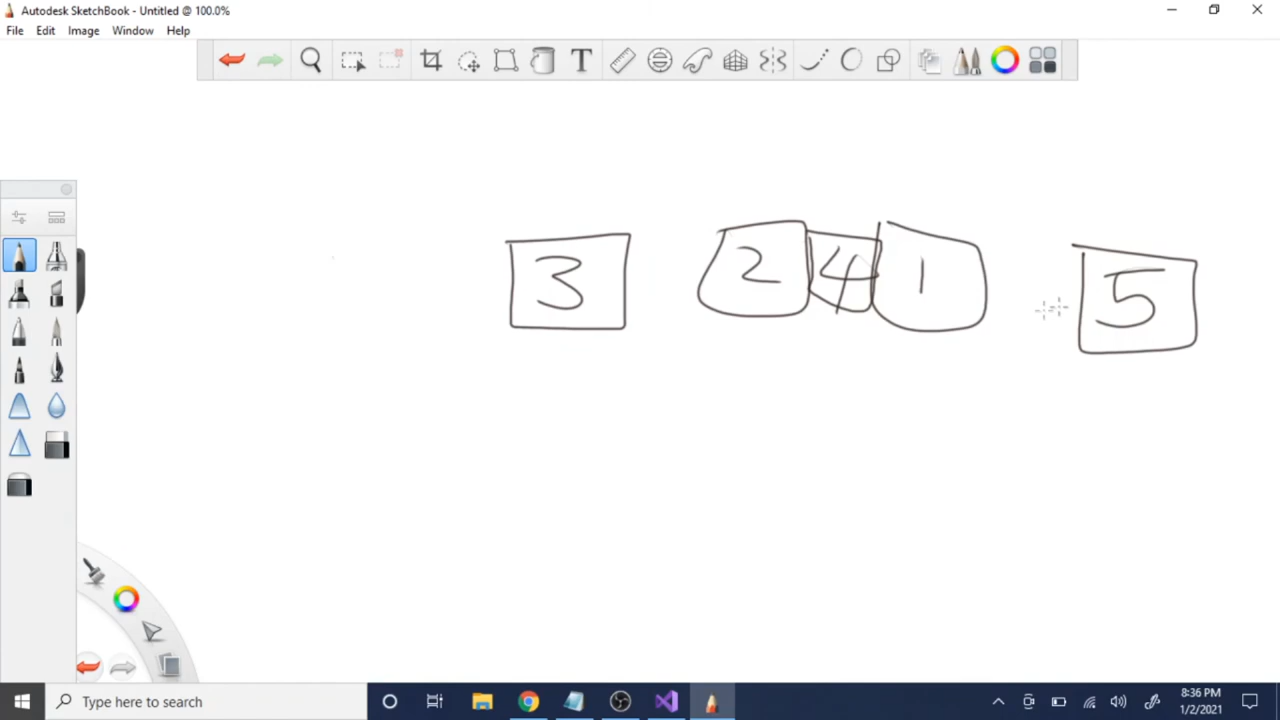 Autodesk SketchBook - Untitled @ 100.0%
File Edit Image Window Help
T
3 2 4 1 5
Type here to search
8:36 PM
1/2/2021